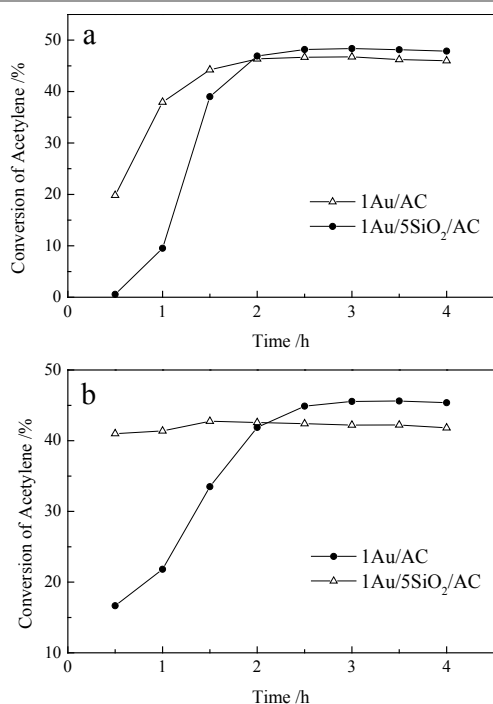 a
Conversion of Acetylene /%
50
40
30
20
10
0
1Au/AC
1Au/5SiO₂/AC
0 1 2 3 4
Time /h
b
Conversion of Acetylene /%
50
40
30
20
10
1Au/AC
1Au/5SiO₂/AC
0 1 2 3 4
Time /h